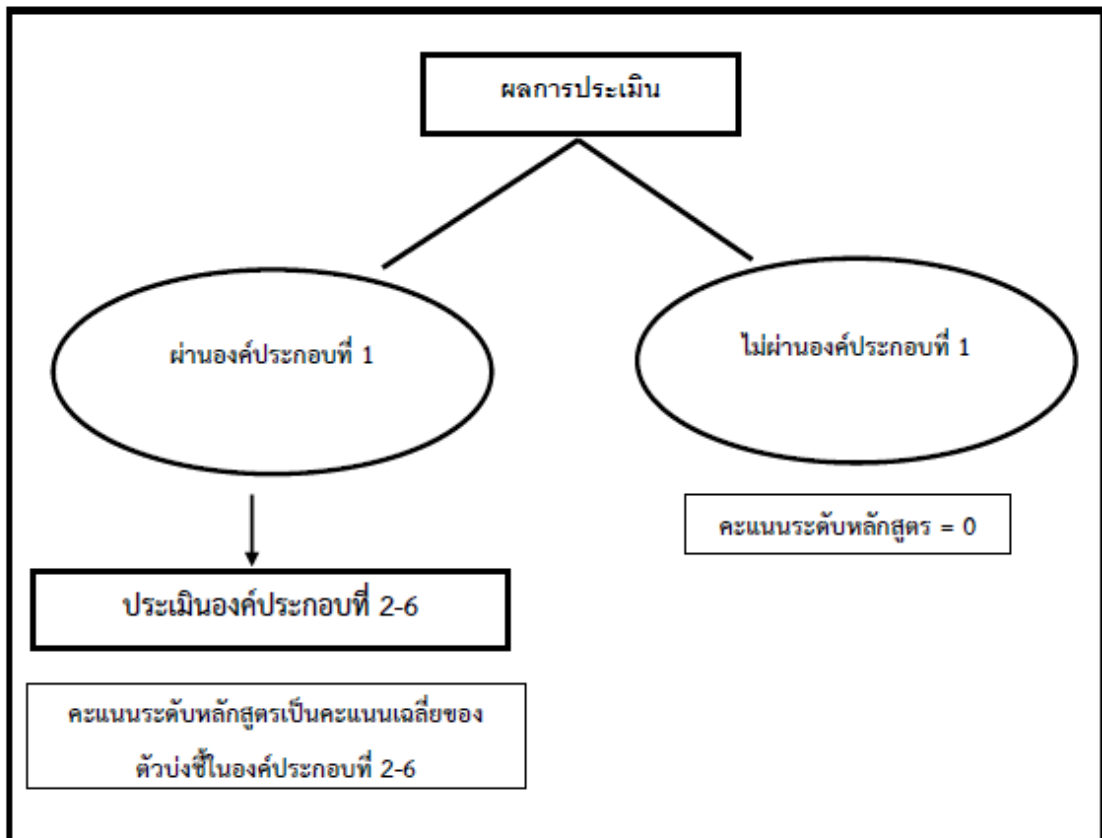 ผลการประเมิน
ผ่านองค์ประกอบที่ 1
ไม่ผ่านองค์ประกอบที่ 1
คะแนนระดับหลักสูตร = 0
ประเมินองค์ประกอบที่ 2-6
คะแนนระดับหลักสูตรเป็นคะแนนเฉลี่ยของ
ตัวบ่งชี้ในองค์ประกอบที่ 2-6